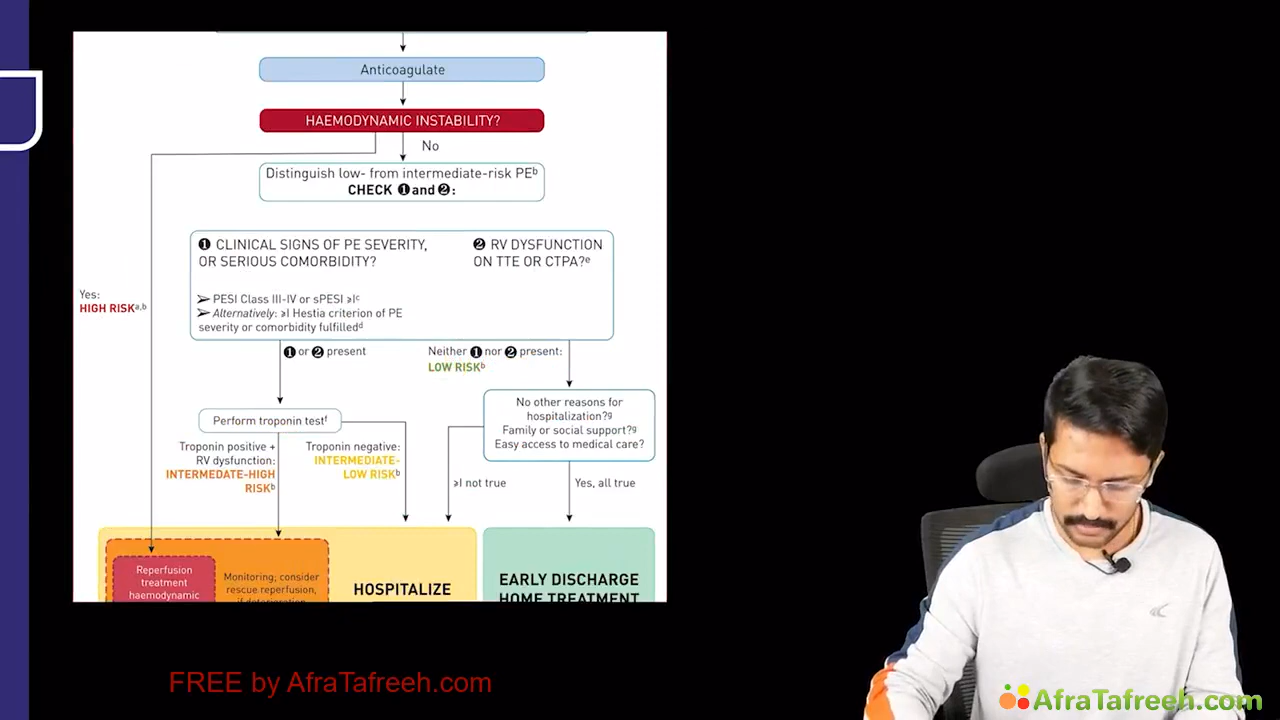 Anticoagulate
HAEMODYNAMIC INSTABILITY?
No
Distinguish low- from intermediate-risk PEᵇ
CHECK ❶ and ❷:
❶ CLINICAL SIGNS OF PE SEVERITY,
OR SERIOUS COMORBIDITY?
➢ PESI Class III-IV or sPESI ⩾Iᶜ
➢ Alternatively: ⩾I Hestia criterion of PE
severity or comorbidity fulfilledᵈ
❷ RV DYSFUNCTION
ON TTE OR CTPA?ᵉ
Yes:
HIGH RISKᵃ,ᵇ
❶ or ❷ present
Neither ❶ nor ❷ present:
LOW RISKᵇ
Perform troponin testᶠ
No other reasons for
hospitalization?ᵍ
Family or social support?ᵍ
Easy access to medical care?
Troponin positive +
RV dysfunction:
INTERMEDATE-HIGH
RISKᵇ
Troponin negative:
INTERMEDIATE-
LOW RISKᵇ
⩾I not true
Yes, all true
Reperfusion
treatment
haemodynamic
Monitoring; consider
rescue reperfusion,
if deterioration
HOSPITALIZE
EARLY DISCHARGE
HOME TREATMENT
FREE by AfraTafreeh.com
AfraTafreeh.com